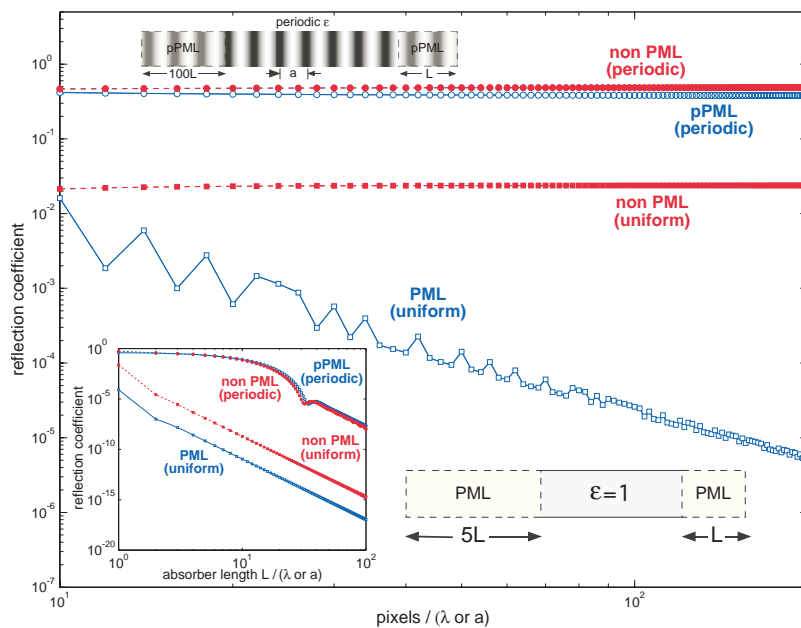 periodic ε
pPML
pPML
100L
a
L
10^0
10^-1
10^-2
10^-3
10^-4
10^-5
10^-6
10^-7
reflection coefficient
non PML
(periodic)
pPML
(periodic)
non PML
(uniform)
PML
(uniform)
10^0
10^-5
10^-10
10^-15
10^-20
reflection coefficient
pPML
(periodic)
non PML
(periodic)
non PML
(uniform)
PML
(uniform)
10^0
10^1
10^2
absorber length L / (λ or a)
PML
ε=1
PML
5L
L
10^1
10^2
pixels / (λ or a)